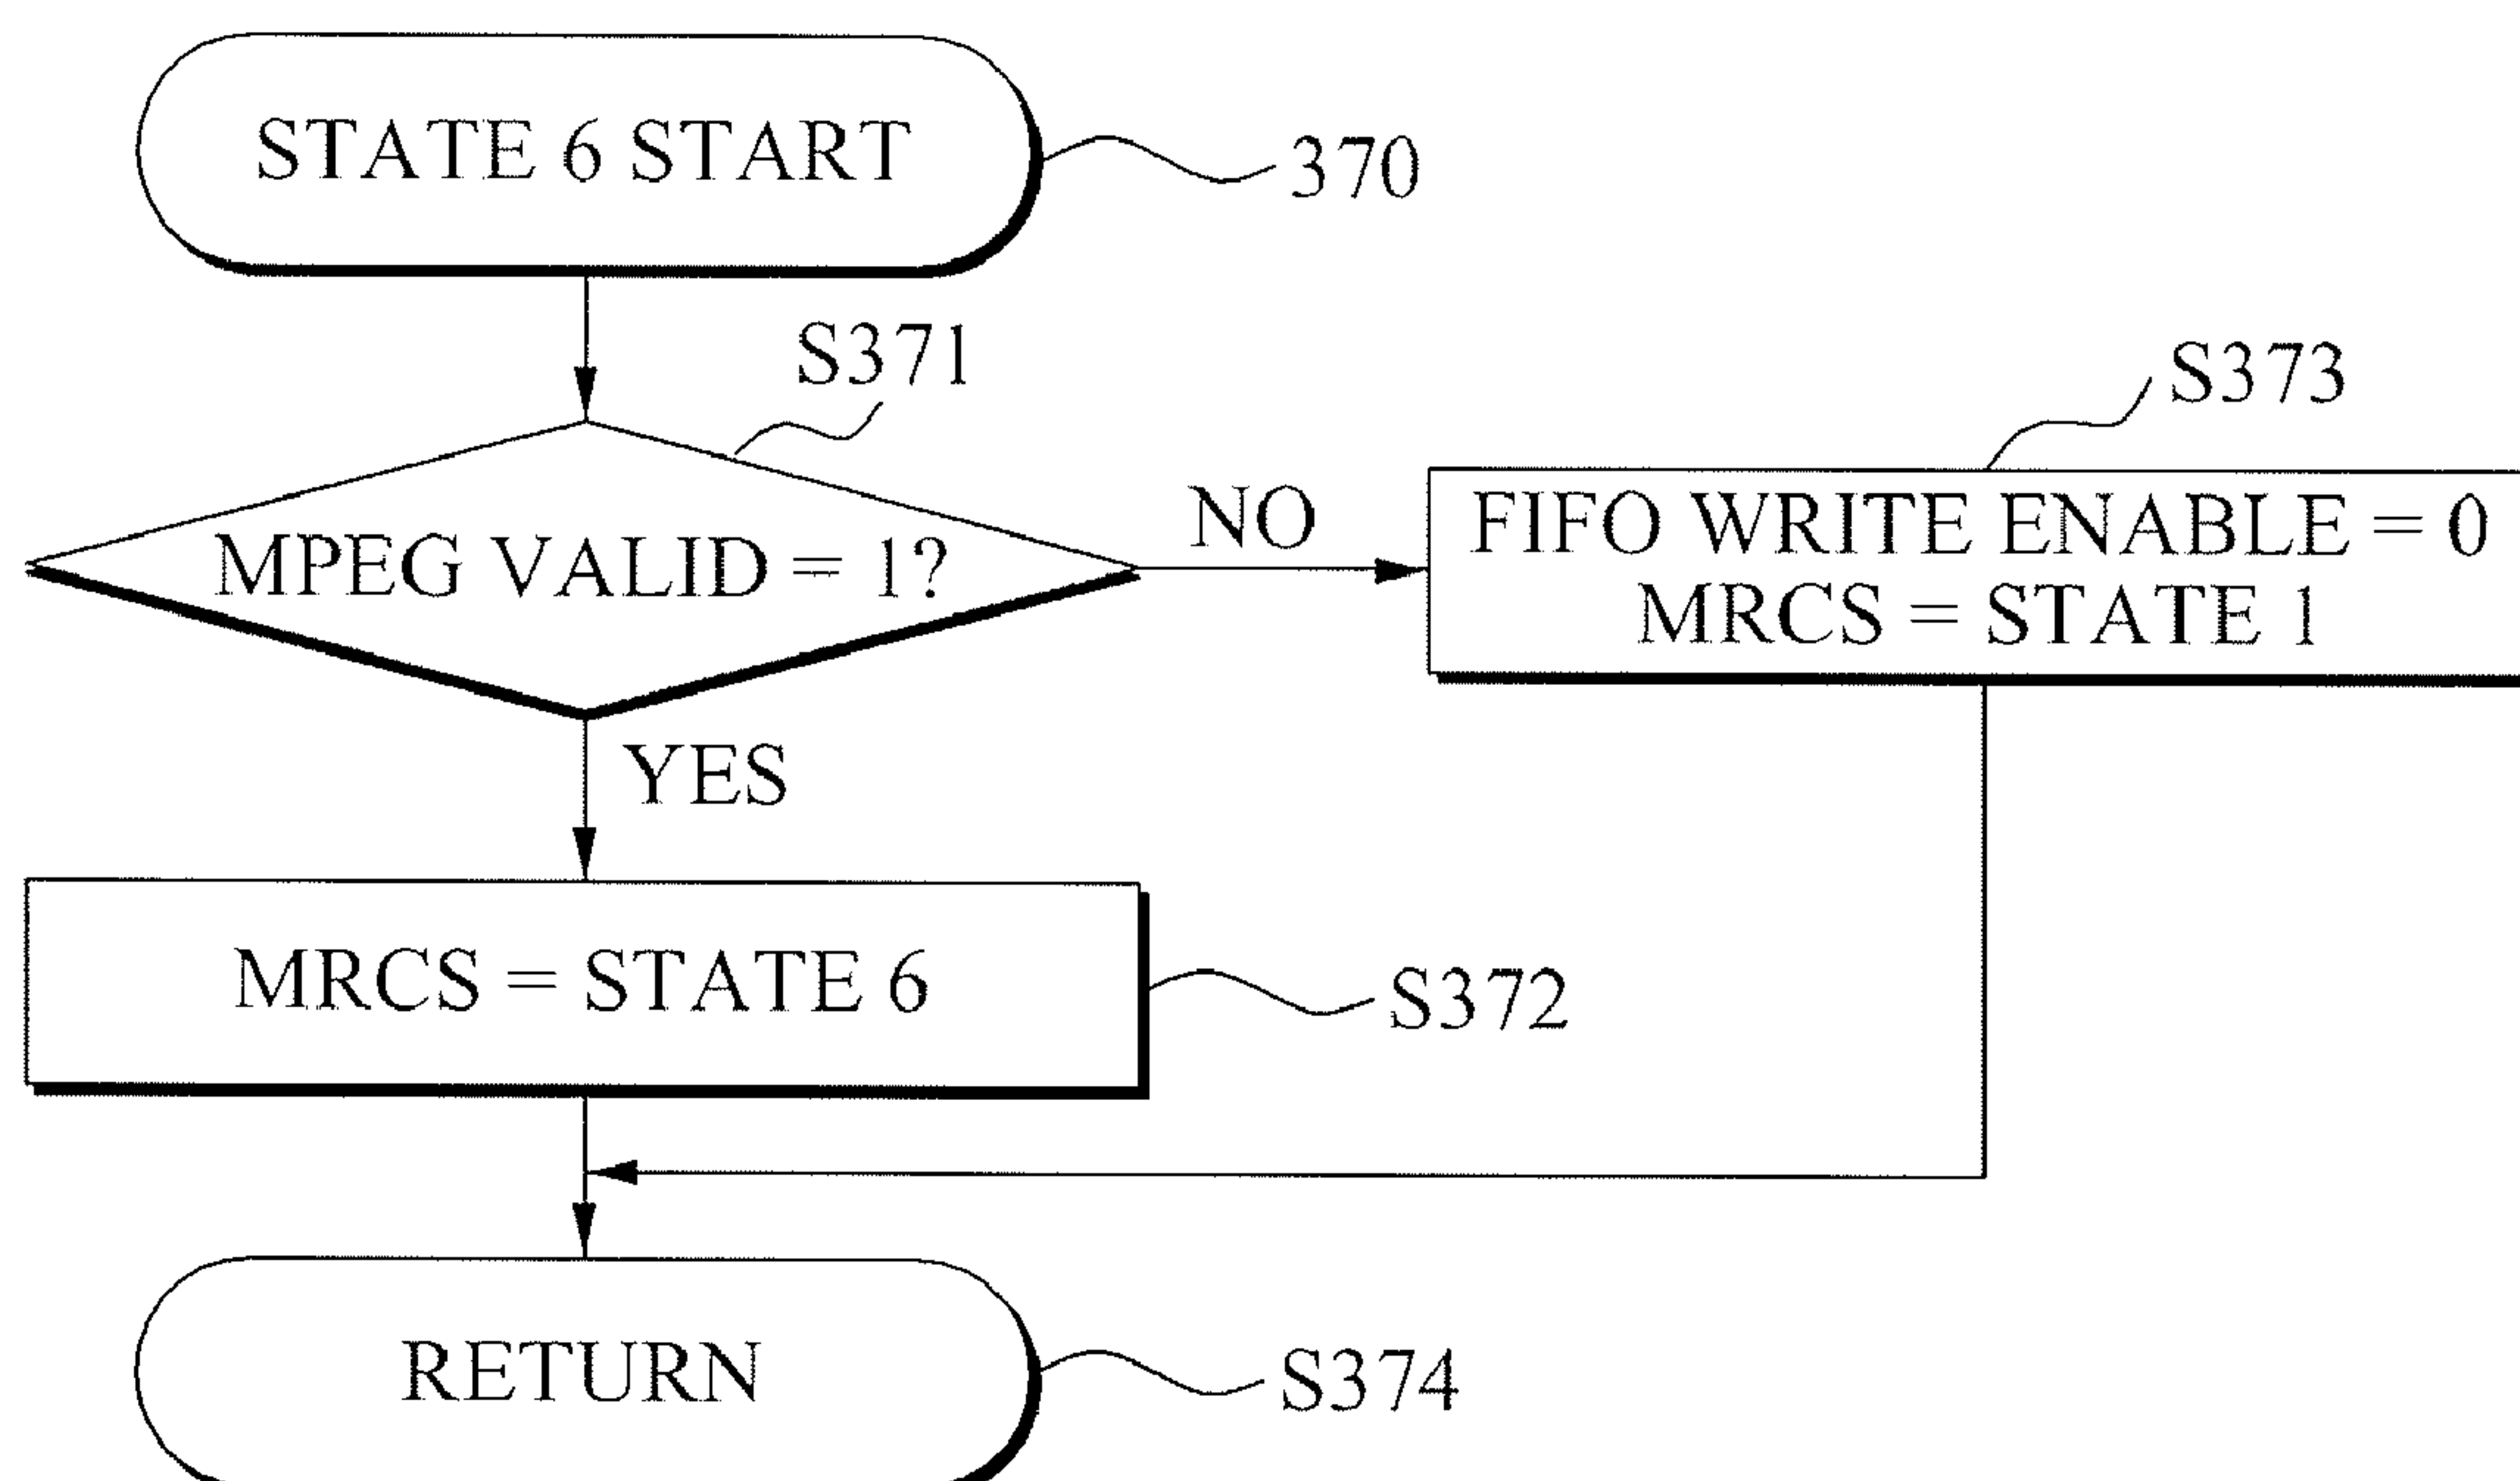 STATE 6 START
370
S371
S373
MPEG VALID = 1?
NO
FIFO WRITE ENABLE = 0
MRCS = STATE 1
YES
MRCS = STATE 6
S372
RETURN
S374